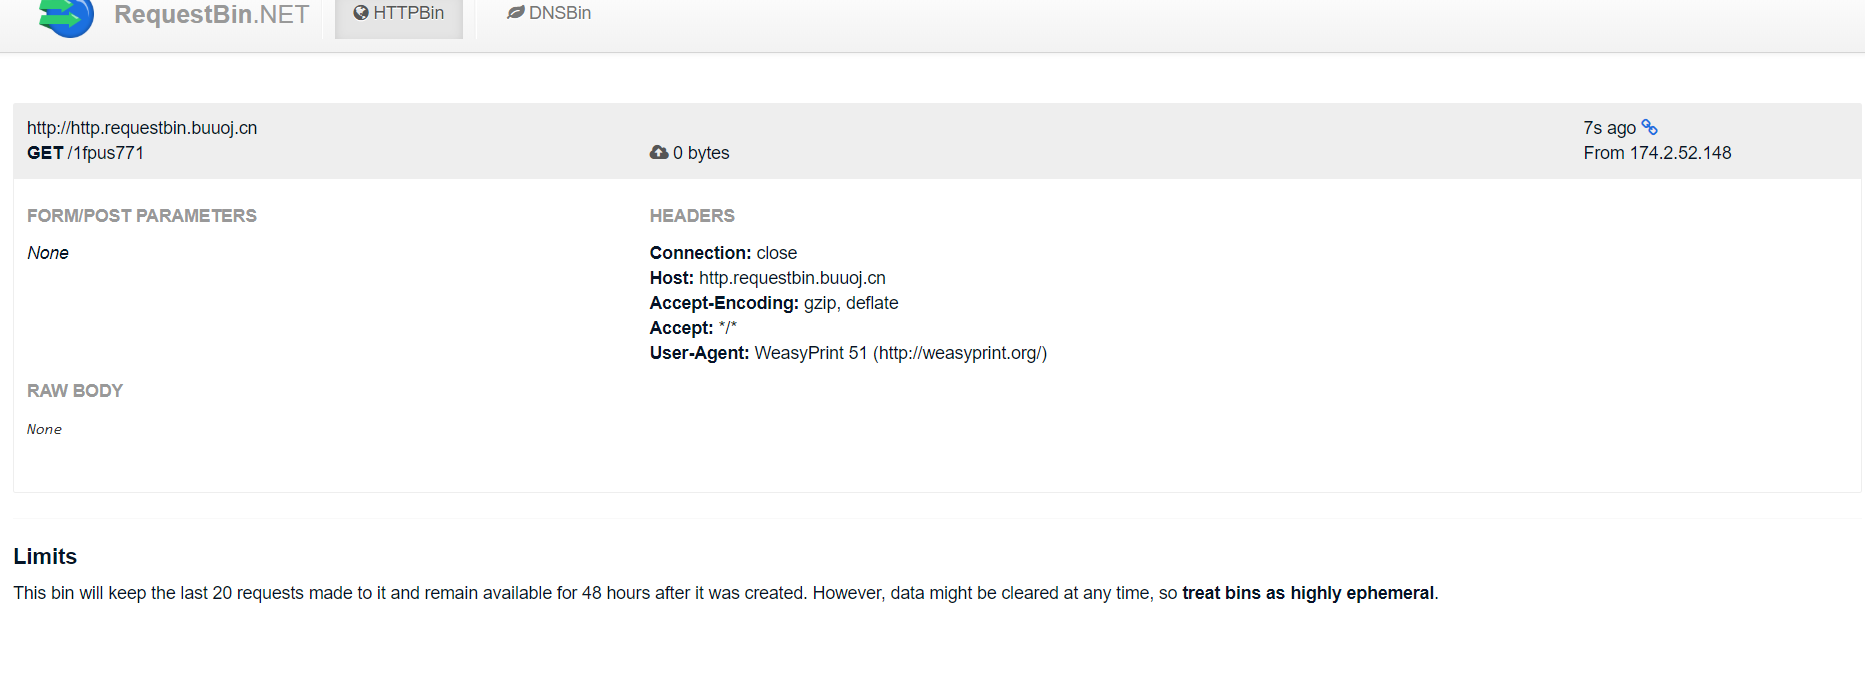 RequestBin.NET HTTPBin DNSBin
http://http.requestbin.buuoj.cn 7s ago
GET /1fpus771 0 bytes From 174.2.52.148
FORM/POST PARAMETERS HEADERS
None Connection: close
Host: http.requestbin.buuoj.cn
Accept-Encoding: gzip, deflate
Accept: */*
User-Agent: WeasyPrint 51 (http://weasyprint.org/)
RAW BODY
None
Limits
This bin will keep the last 20 requests made to it and remain available for 48 hours after it was created. However, data might be cleared at any time, so treat bins as highly ephemeral.